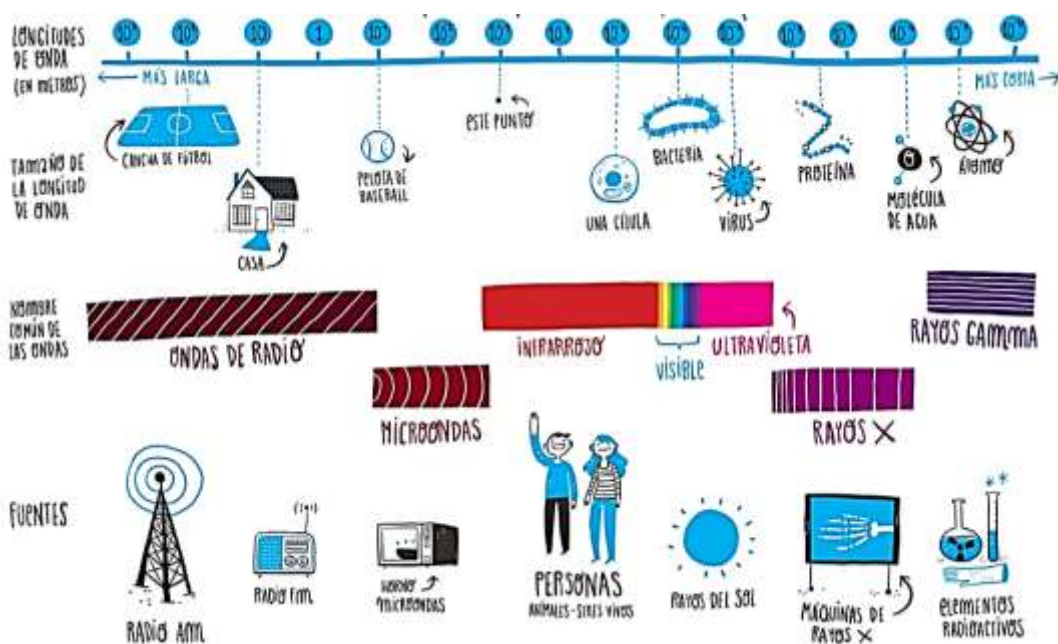 LONGITUDES
DE ONDA
(EN METROS)
10
1
← MÁS LARGA
MÁS CORTA →
TAMAÑO DE
LA LONGITUD
DE ONDA
CANCHA DE FÚTBOL
CASA
PELOTA DE
BASEBALL
ESTE PUNTO
UNA CÉLULA
BACTERIA
VIRUS
PROTEÍNA
MOLÉCULA
DE AGUA
ÁTOMO
NOMBRE
COMÚN DE
LAS ONDAS
ONDAS DE RADIO
MICROONDAS
INFRARROJO
VISIBLE
ULTRAVIOLETA
RAYOS X
RAYOS GAMMA
FUENTES
RADIO AM
RADIO FM
HORNO
MICROONDAS
PERSONAS
ANIMALES-SERES VIVOS
RAYOS DEL SOL
MÁQUINAS DE
RAYOS X
ELEMENTOS
RADIOACTIVOS